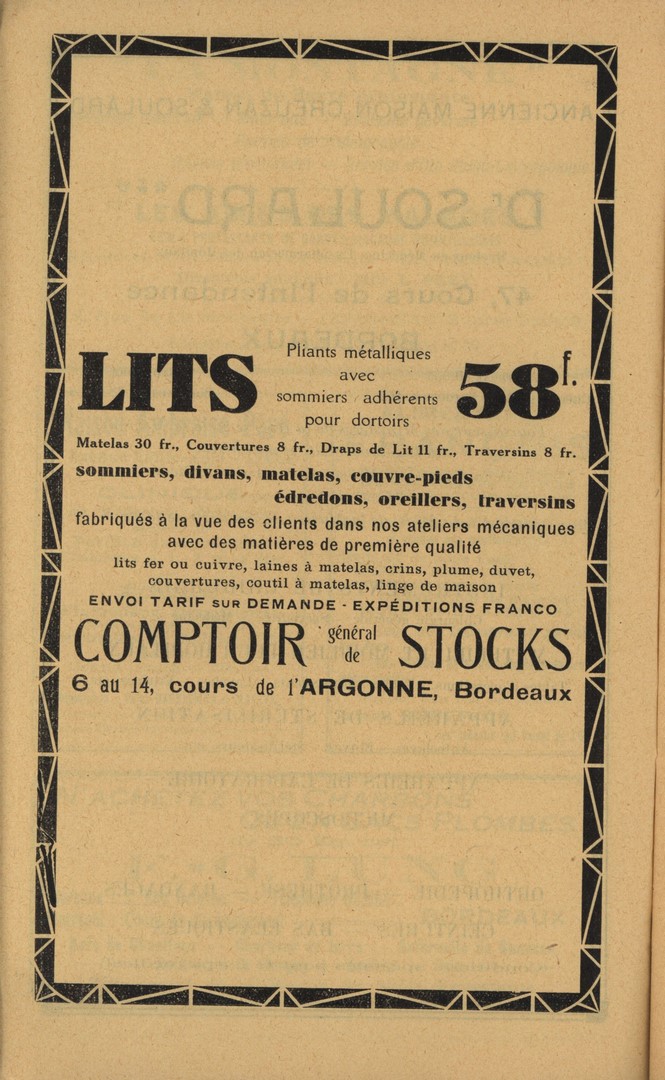 LITS
Pliants métalliques
avec
sommiers adhérents
pour dortoirs
58f.
Matelas 30 fr., Couvertures 8 fr., Draps de Lit 11 fr., Traversins 8 fr.
sommiers, divans, matelas, couvre-pieds
édredons, oreillers, traversins
fabriqués à la vue des clients dans nos ateliers mécaniques
avec des matières de première qualité
lits fer ou cuivre, laines à matelas, crins, plume, duvet,
couvertures, coutil à matelas, linge de maison
ENVOI TARIF SUR DEMANDE - EXPÉDITIONS FRANCO
COMPTOIR général de STOCKS
6 au 14, cours de l'ARGONNE, Bordeaux